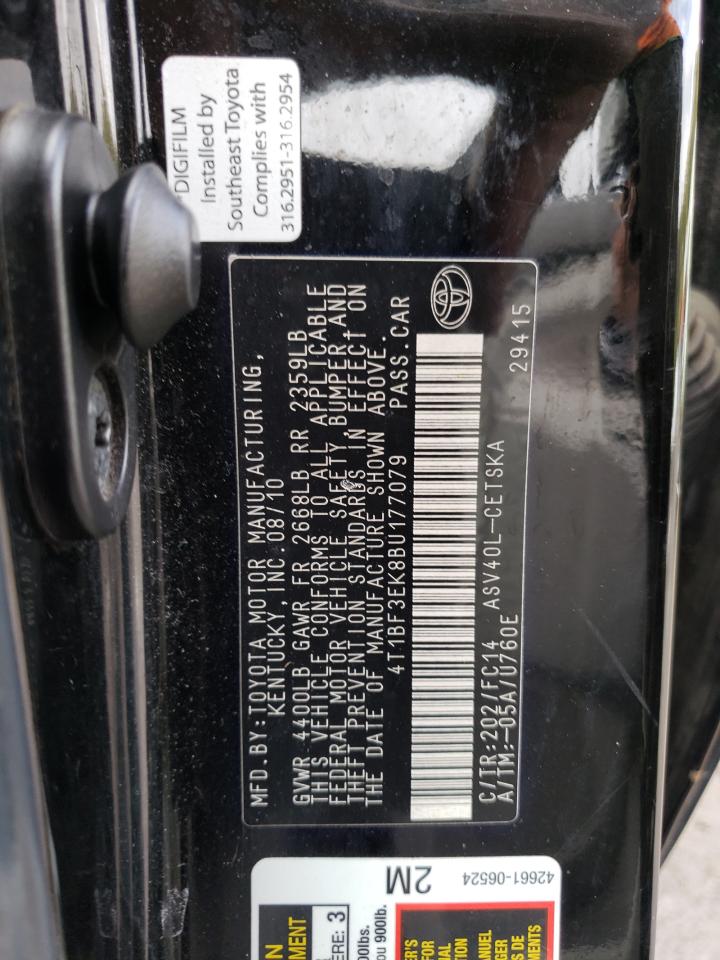 DIGIFILM
Installed by
Southeast Toyota
Complies with
316.2951-316.2954
MFD.BY:TOYOTA MOTOR MANUFACTURING,
KENTUCKY, INC.08/10
GVWR 4400LB GAWR FR 2668LB RR 2359LB
THIS VEHICLE CONFORMS TO ALL APPLICABLE
FEDERAL MOTOR VEHICLE SAFETY, BUMPER AND
THEFT PREVENTION STANDARDS IN EFFECT ON
THE DATE OF MANUFACTURE SHOWN ABOVE.
4T1BF3EK8BU177079 PASS.CAR
C/TR:202/FC14 ASV40L-CETSKA 29415
A/TM:-05A/U760E
2M
42661-06524